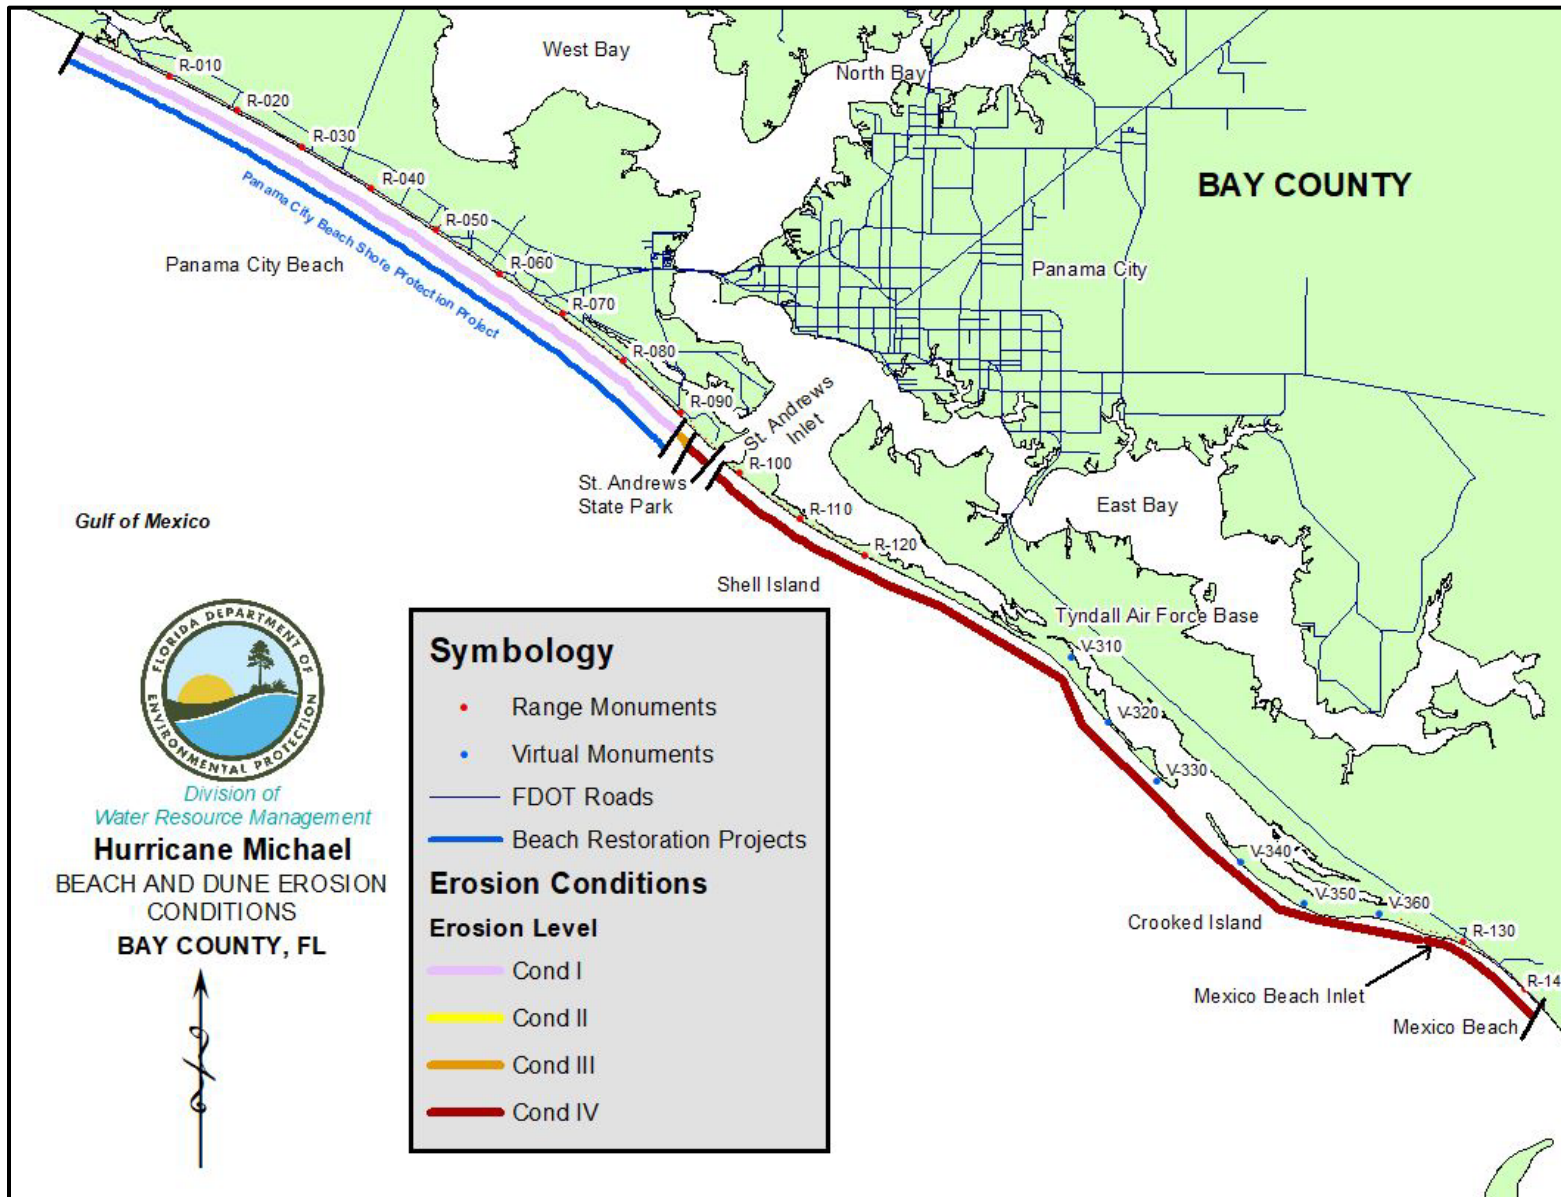 West Bay
North Bay
BAY COUNTY
R-010
R-020
R-030
R-040
R-050
R-060
R-070
R-080
R-090
R-100
R-110
R-120
Panama City Beach Shore Protection Project
Panama City Beach
Panama City
St. Andrews
Inlet
St. Andrews
State Park
East Bay
Gulf of Mexico
Shell Island
Tyndall Air Force Base
V-310
V-320
V-330
V-340
V-350
V-360
R-130
R-14
Crooked Island
Mexico Beach Inlet
Mexico Beach
FLORIDA DEPARTMENT OF
ENVIRONMENTAL PROTECTION
Division of
Water Resource Management
Hurricane Michael
BEACH AND DUNE EROSION
CONDITIONS
BAY COUNTY, FL
Symbology
Range Monuments
Virtual Monuments
FDOT Roads
Beach Restoration Projects
Erosion Conditions
Erosion Level
Cond I
Cond II
Cond III
Cond IV